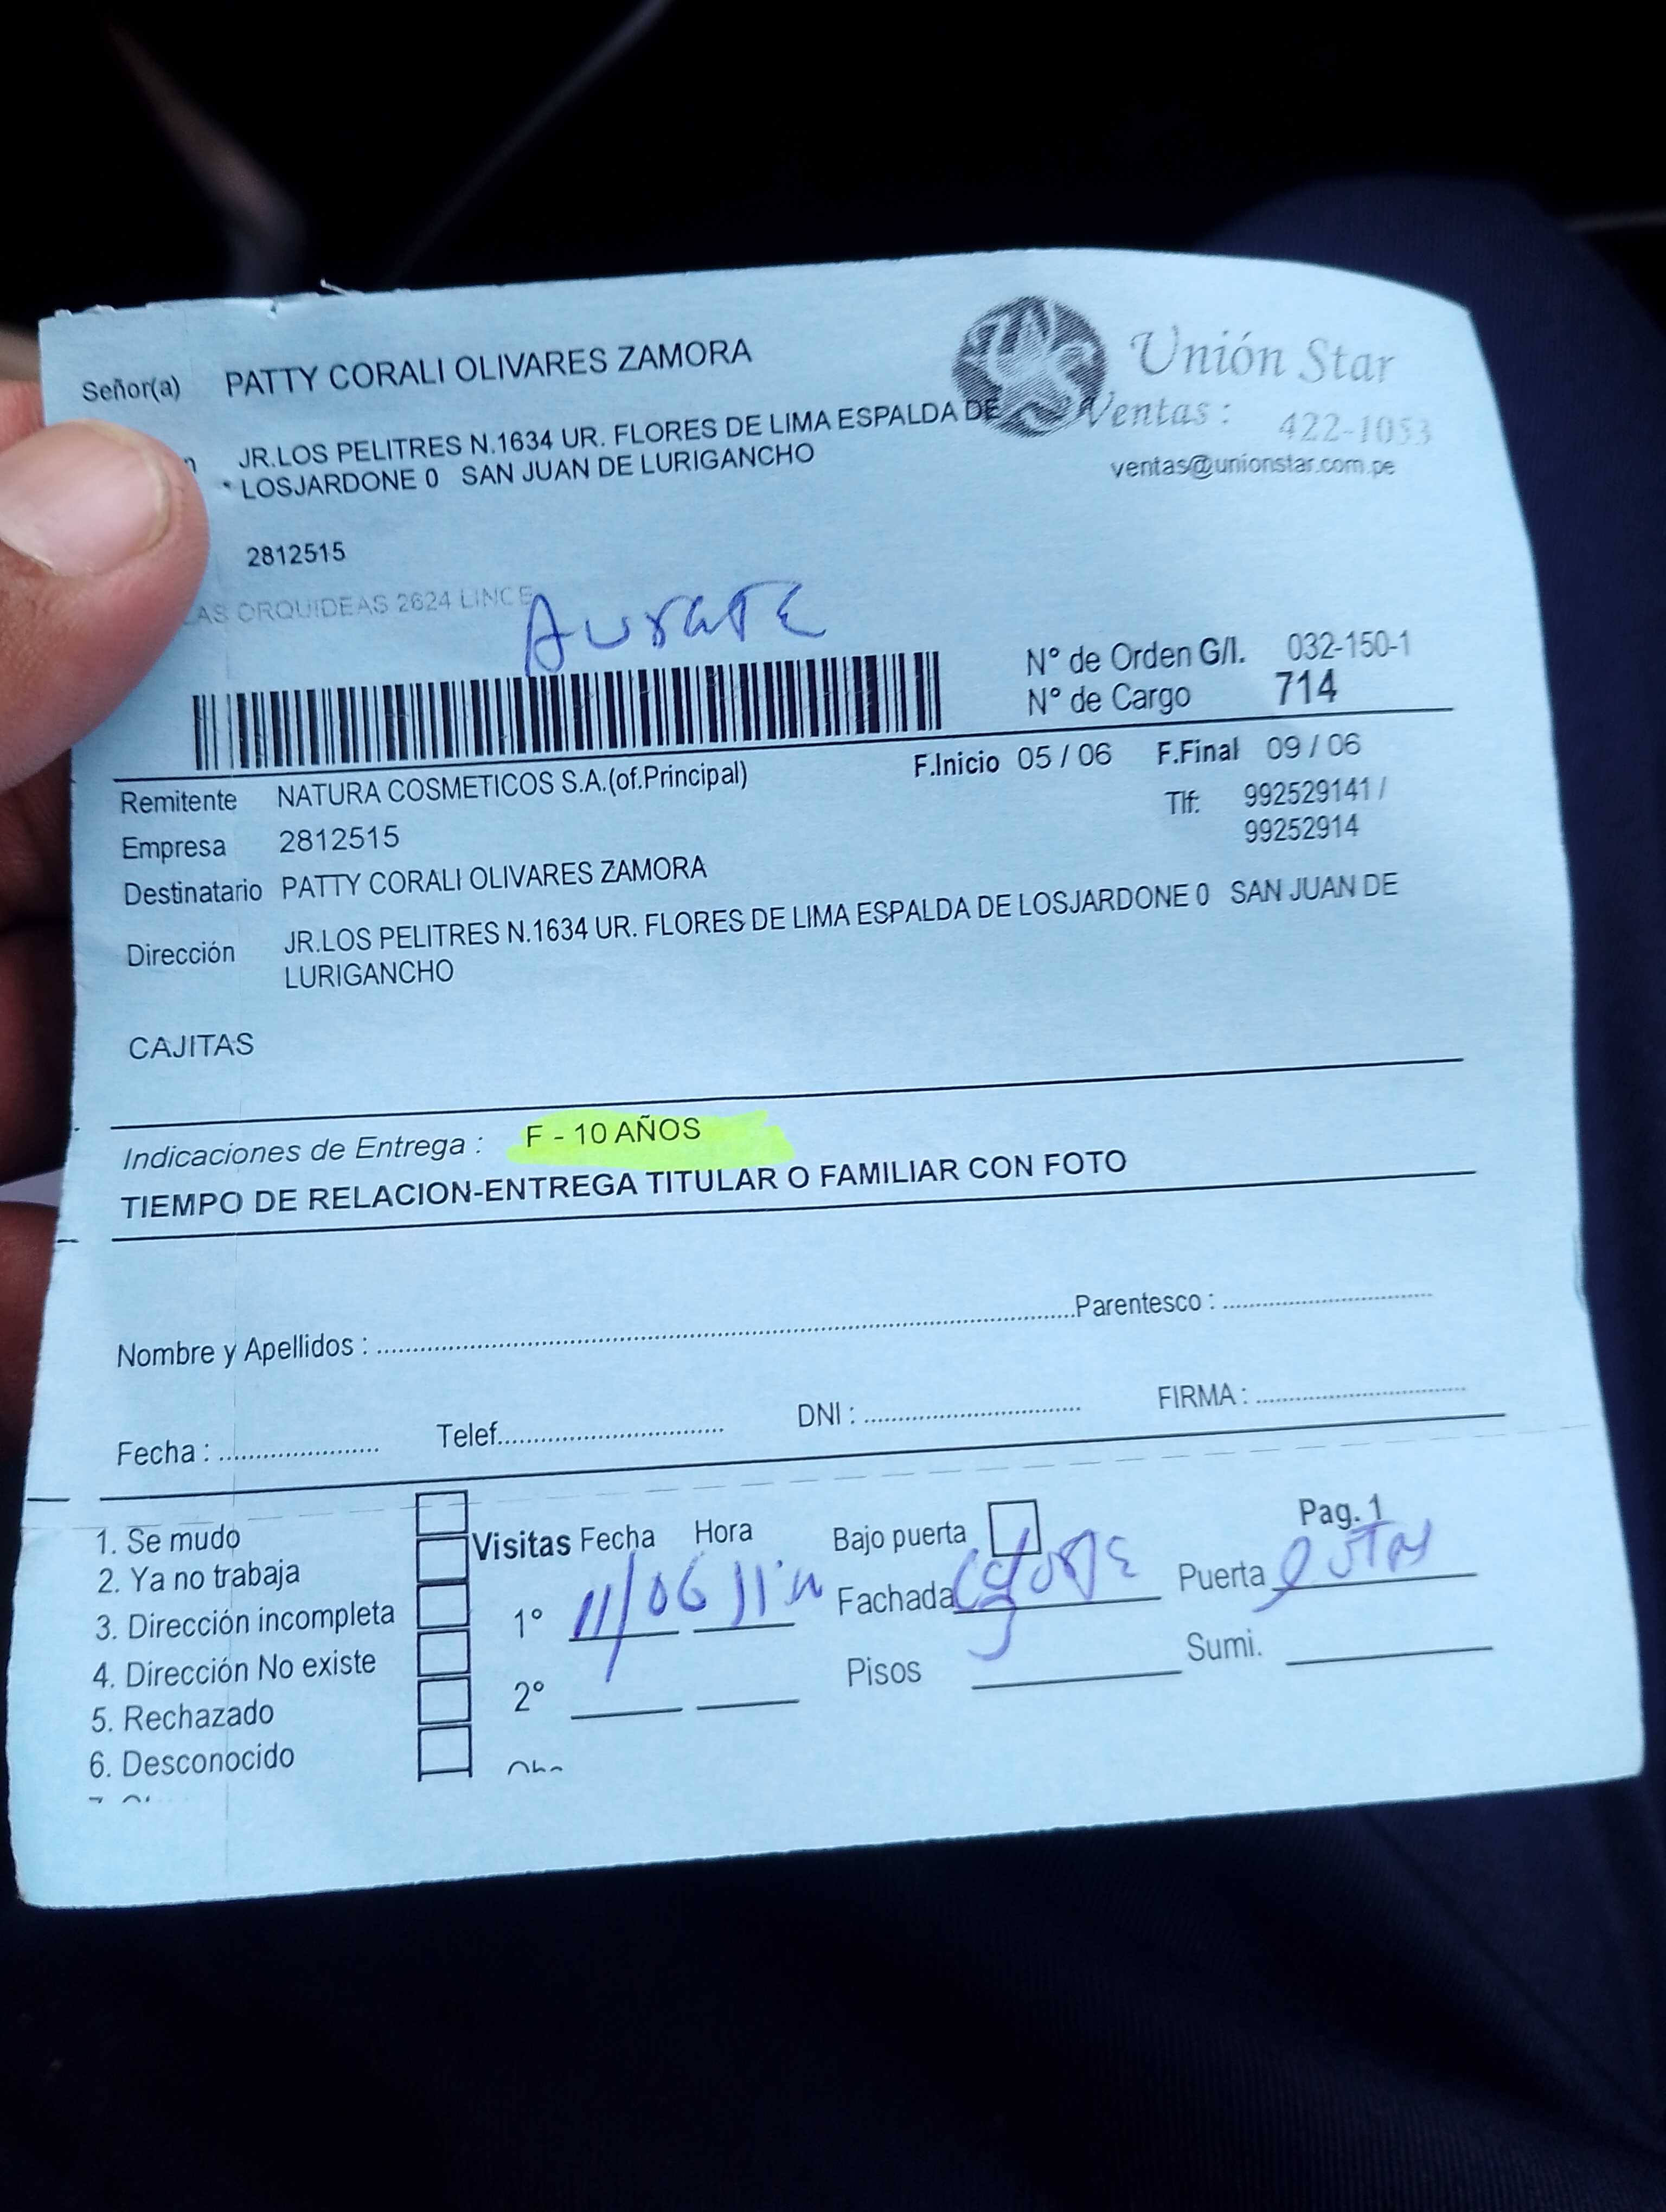 Señor(a) PATTY CORALI OLIVARES ZAMORA
Unión Star
JR.LOS PELITRES N.1634 UR. FLORES DE LIMA ESPALDA DE
Ventas : 422-1053
LOSJARDONE 0 SAN JUAN DE LURIGANCHO
ventas@unionstar.com.pe
2812515
AS ORQUIDEAS 2624 LINCE
N° de Orden G/I. 032-150-1
N° de Cargo 714
F.Inicio 05 / 06 F.Final 09 / 06
Remitente NATURA COSMETICOS S.A.(of.Principal)
Tlf: 992529141 /
99252914
Empresa 2812515
Destinatario PATTY CORALI OLIVARES ZAMORA
Dirección JR.LOS PELITRES N.1634 UR. FLORES DE LIMA ESPALDA DE LOSJARDONE 0 SAN JUAN DE
LURIGANCHO
CAJITAS
Indicaciones de Entrega : F - 10 AÑOS
TIEMPO DE RELACION-ENTREGA TITULAR O FAMILIAR CON FOTO
Nombre y Apellidos : Parentesco :
Fecha : Telef. DNI : FIRMA :
Pag. 1
1. Se mudo
2. Ya no trabaja
3. Dirección incompleta
4. Dirección No existe
5. Rechazado
6. Desconocido
Visitas Fecha Hora
1° 11/06
2°
Bajo puerta
Fachada
Puerta
Pisos
Sumi.